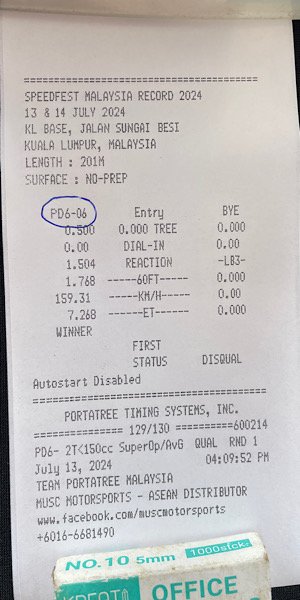 ========================================
SPEEDFEST MALAYSIA RECORD 2024
13 & 14 JULY 2024
KL BASE, JALAN SUNGAI BESI
KUALA LUMPUR, MALAYSIA
LENGTH : 201M
SURFACE : NO-PREP
PD6-06 Entry BYE
0.500 0.000 TREE 0.000
0.00 DIAL-IN 0.00
1.504 REACTION -LB3-
1.768 -----60FT----- 0.000
159.31 -----KM/H----- 0.00
7.268 ------ET------ 0.000
WINNER
FIRST
STATUS DISQUAL
Autostart Disabled
========================================
PORTATREE TIMING SYSTEMS, INC.
=============== 129/130 ==========600214
PD6- 2T<150cc SuperOp/AvG QUAL RND 1
July 13, 2024 04:09:52 PM
TEAM PORTATREE MALAYSIA
MUSC MOTORSPORTS - ASEAN DISTRIBUTOR
www.facebook.com/muscmotorsports
+6016-6681490
NO.10 5mm 1000stcks
OFFICE